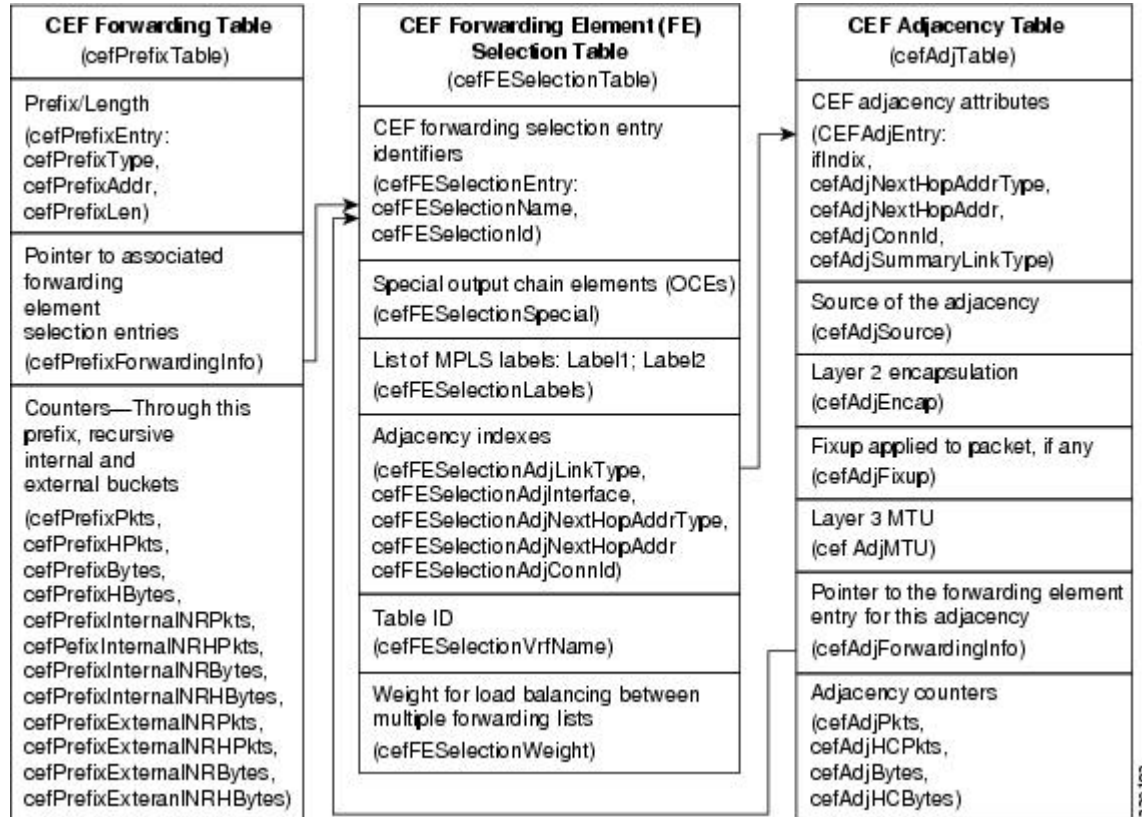 CEF Forwarding Table
(cefPrefixTable)
Prefix/Length
(cefPrefixEntry:
cefPrefixType,
cefPrefixAddr,
cefPrefixLen)
Pointer to associated
forwarding
element
selection entries
(cefPrefixForwardingInfo)
Counters—Through this
prefix, recursive
internal and
external buckets
(cefPrefixPkts,
cefPrefixHPkts,
cefPrefixBytes,
cefPrefixHBytes,
cefPrefixInternalNRPkts,
cefPefixInternalNRHPkts,
cefPrefixInternalNRBytes,
cefPrefixInternalNRHBytes,
cefPrefixExternalNRPkts,
cefPrefixExternalNRHPkts,
cefPrefixExternalNRBytes,
cefPrefixExteranlNRHBytes)
CEF Forwarding Element (FE)
Selection Table
(cefFESelectionTable)
CEF forwarding selection entry
identifiers
(cefFESelectionEntry:
cefFESelectionName,
cefFESelectionId)
Special output chain elements (OCEs)
(cefFESelectionSpecial)
List of MPLS labels: Label1; Label2
(cefFESelectionLabels)
Adjacency indexes
(cefFESelectionAdjLinkType,
cefFESelectionAdjInterface,
cefFESelectionAdjNextHopAddrType,
cefFESelectionAdjNextHopAddr
cefFESelectionAdjConnId)
Table ID
(cefFESelectionVrfName)
Weight for load balancing between
multiple forwarding lists
(cefFESelectionWeight)
CEF Adjacency Table
(cefAdjTable)
CEF adjacency attributes
(CEFAdjEntry:
ifIndix,
cefAdjNextHopAddrType,
cefAdjNextHopAddr,
cefAdjConnId,
cefAdjSummaryLinkType)
Source of the adjacency
(cefAdjSource)
Layer 2 encapsulation
(cefAdjEncap)
Fixup applied to packet, if any
(cefAdjFixup)
Layer 3 MTU
(cef AdjMTU)
Pointer to the forwarding element
entry for this adjacency
(cefAdjForwardingInfo)
Adjacency counters
(cefAdjPkts,
cefAdjHCPkts,
cefAdjBytes,
cefAdjHCBytes)